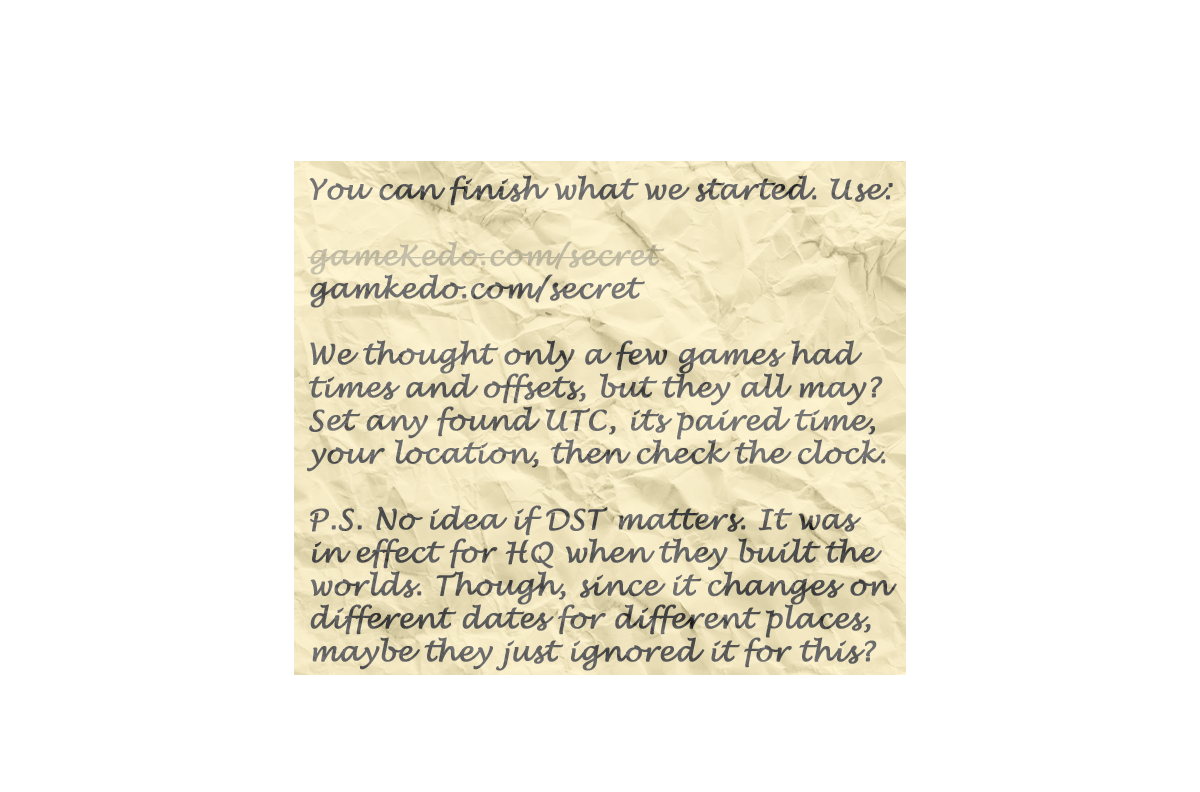 You can finish what we started. Use:
gameKedo.com/secret
gamkedo.com/secret
We thought only a few games had
times and offsets, but they all may?
Set any found UTC, its paired time,
your location, then check the clock.
P.S. No idea if DST matters. It was
in effect for HQ when they built the
worlds. Though, since it changes on
different dates for different places,
maybe they just ignored it for this?